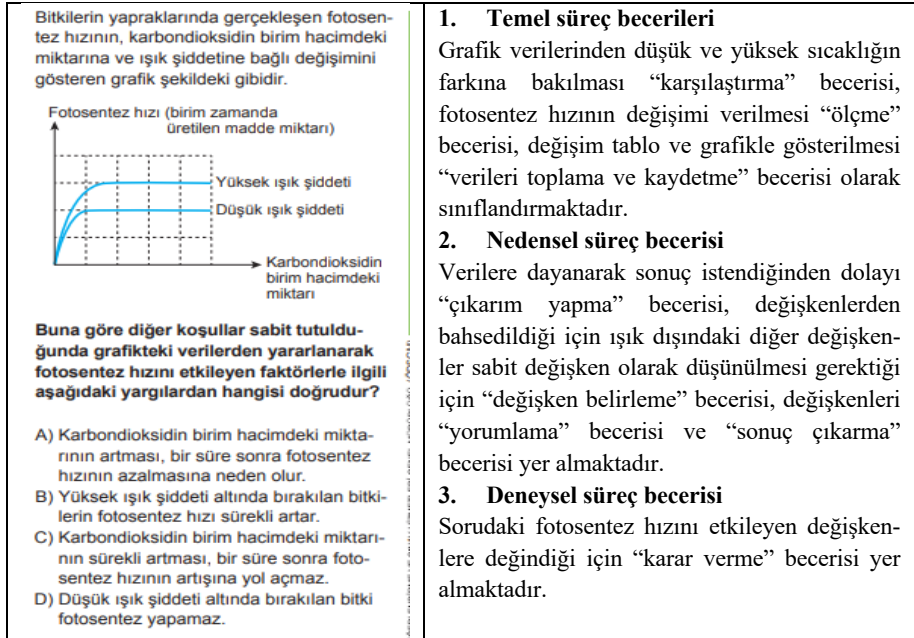 Bitkilerin yapraklarında gerçekleşen fotosen-
tez hızının, karbondioksidin birim hacimdeki
miktarına ve ışık şiddetine bağlı değişimini
gösteren grafik şekildeki gibidir.
Fotosentez hızı (birim zamanda
üretilen madde miktarı)
Yüksek ışık şiddeti
Düşük ışık şiddeti
Karbondioksidin
birim hacimdeki
miktarı
Buna göre diğer koşullar sabit tutuldu-
ğunda grafikteki verilerden yararlanarak
fotosentez hızını etkileyen faktörlerle ilgili
aşağıdaki yargılardan hangisi doğrudur?
A) Karbondioksidin birim hacimdeki mikta-
rının artması, bir süre sonra fotosentez
hızının azalmasına neden olur.
B) Yüksek ışık şiddeti altında bırakılan bitki-
lerin fotosentez hızı sürekli artar.
C) Karbondioksidin birim hacimdeki miktarı-
nın sürekli artması, bir süre sonra foto-
sentez hızının artışına yol açmaz.
D) Düşük ışık şiddeti altında bırakılan bitki
fotosentez yapamaz.
1. Temel süreç becerileri
Grafik verilerinden düşük ve yüksek sıcaklığın
farkına bakılması “karşılaştırma” becerisi,
fotosentez hızının değişimi verilmesi “ölçme”
becerisi, değişim tablo ve grafikle gösterilmesi
“verileri toplama ve kaydetme” becerisi olarak
sınıflandırmaktadır.
2. Nedensel süreç becerisi
Verilere dayanarak sonuç istendiğinden dolayı
“çıkarım yapma” becerisi, değişkenlerden
bahsedildiği için ışık dışındaki diğer değişken-
ler sabit değişken olarak düşünülmesi gerektiği
için “değişken belirleme” becerisi, değişkenleri
“yorumlama” becerisi ve “sonuç çıkarma”
becerisi yer almaktadır.
3. Deneysel süreç becerisi
Sorudaki fotosentez hızını etkileyen değişken-
lere değindiği için “karar verme” becerisi yer
almaktadır.